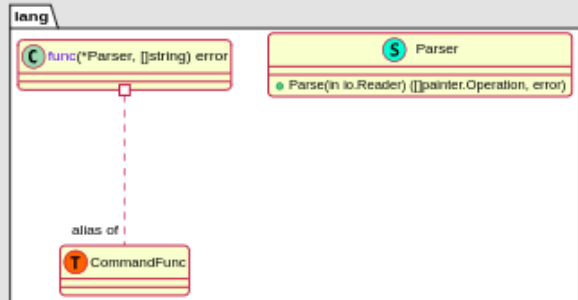 lang
C func(*Parser, []string) error
S Parser
Parse(in io.Reader) ([]painter.Operation, error)
alias of
T CommandFunc